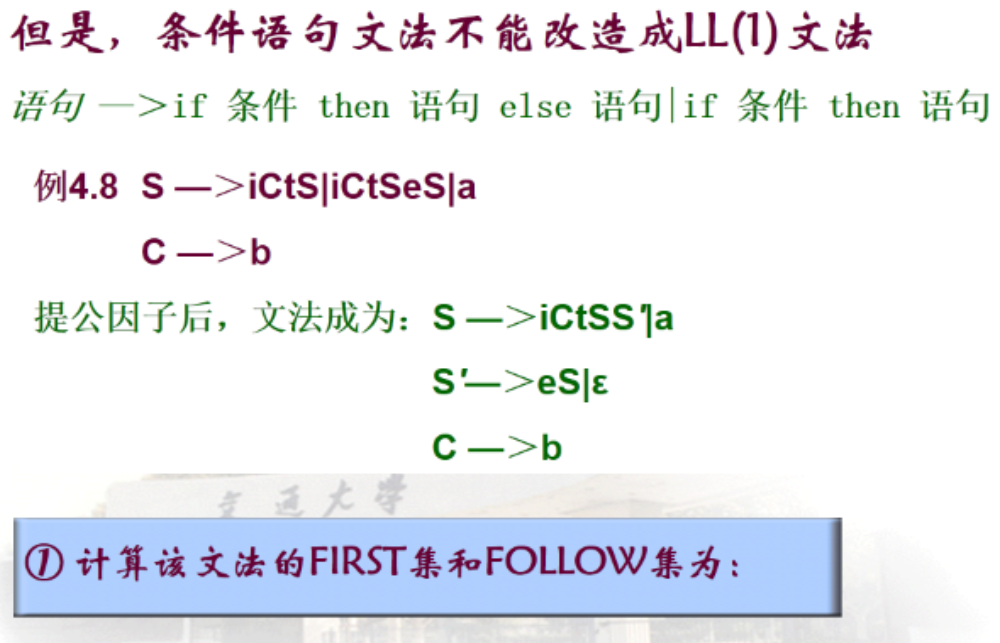 但是，条件语句文法不能改造成LL(1)文法
语句 —>if 条件 then 语句 else 语句|if 条件 then 语句
例4.8 S —>iCtS|iCtSeS|a
C —>b
提公因子后，文法成为：S —>iCtSS'|a
S'—>eS|ε
C —>b
交通大学
① 计算该文法的FIRST集和FOLLOW集为：